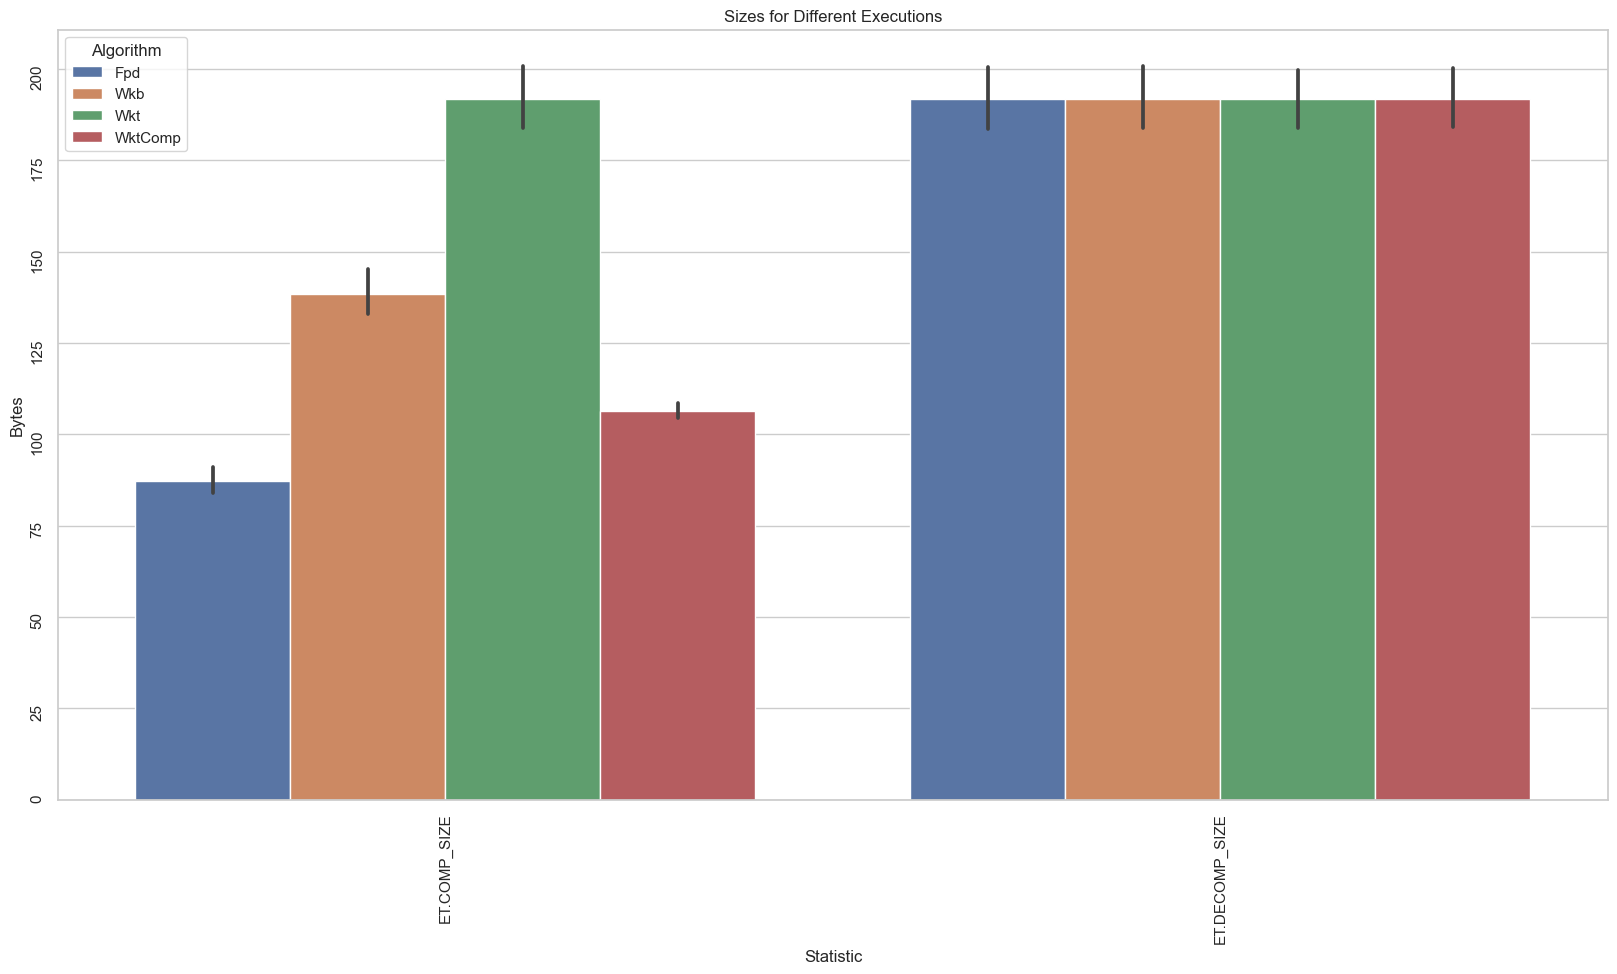 Sizes for Different Executions
Algorithm
Fpd
Wkb
Wkt
WktComp
Bytes
200
175
150
125
100
75
50
25
0
ET.COMP_SIZE
ET.DECOMP_SIZE
Statistic